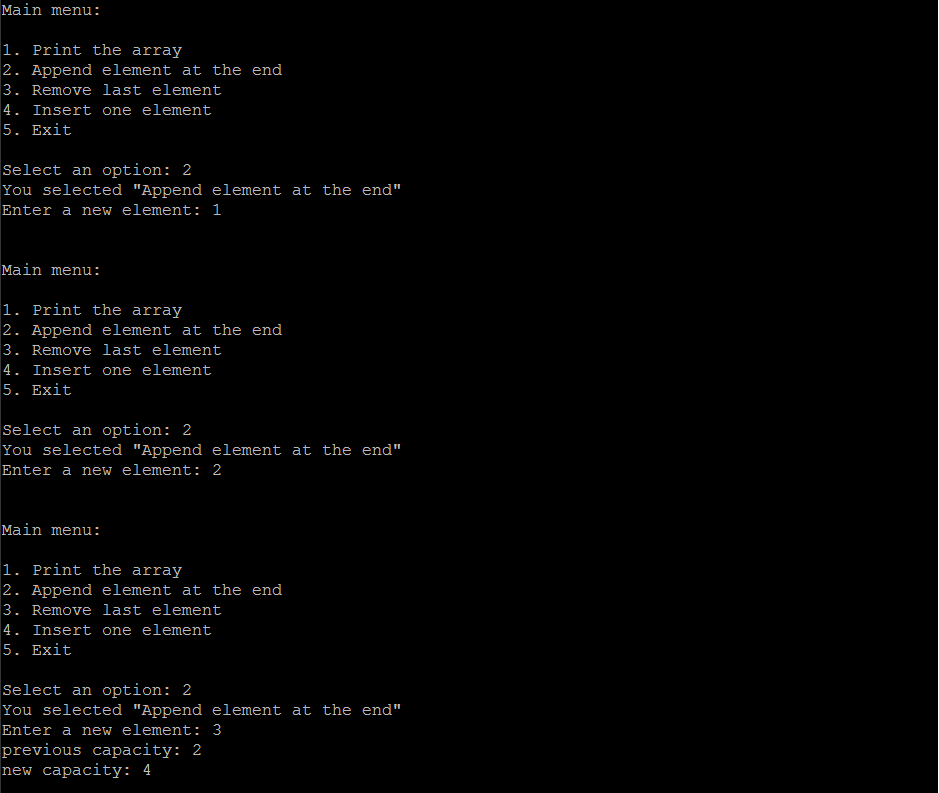 Main menu:
1. Print the array
2. Append element at the end
3. Remove last element
4. Insert one element
5. Exit
Select an option: 2
You selected "Append element at the end"
Enter a new element: 1
Main menu:
1. Print the array
2. Append element at the end
3. Remove last element
4. Insert one element
5. Exit
Select an option: 2
You selected "Append element at the end"
Enter a new element: 2
Main menu:
1. Print the array
2. Append element at the end
3. Remove last element
4. Insert one element
5. Exit
Select an option: 2
You selected "Append element at the end"
Enter a new element: 3
previous capacity: 2
new capacity: 4